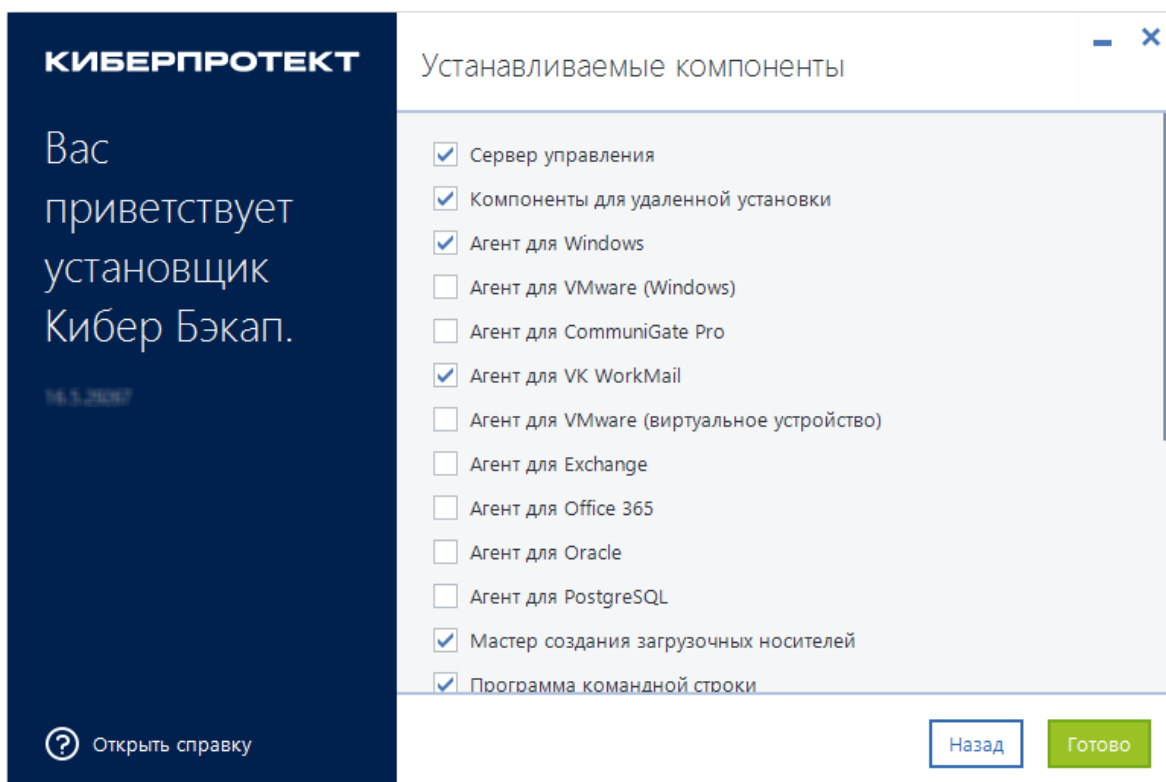 КИБЕРПРОТЕКТ
Вас
приветствует
установщик
Кибер Бэкап.
Открыть справку
Устанавливаемые компоненты
Сервер управления
Компоненты для удаленной установки
Агент для Windows
Агент для VMware (Windows)
Агент для CommuniGate Pro
Агент для VK WorkMail
Агент для VMware (виртуальное устройство)
Агент для Exchange
Агент для Office 365
Агент для Oracle
Агент для PostgreSQL
Мастер создания загрузочных носителей
Программа командной строки
Назад
Готово